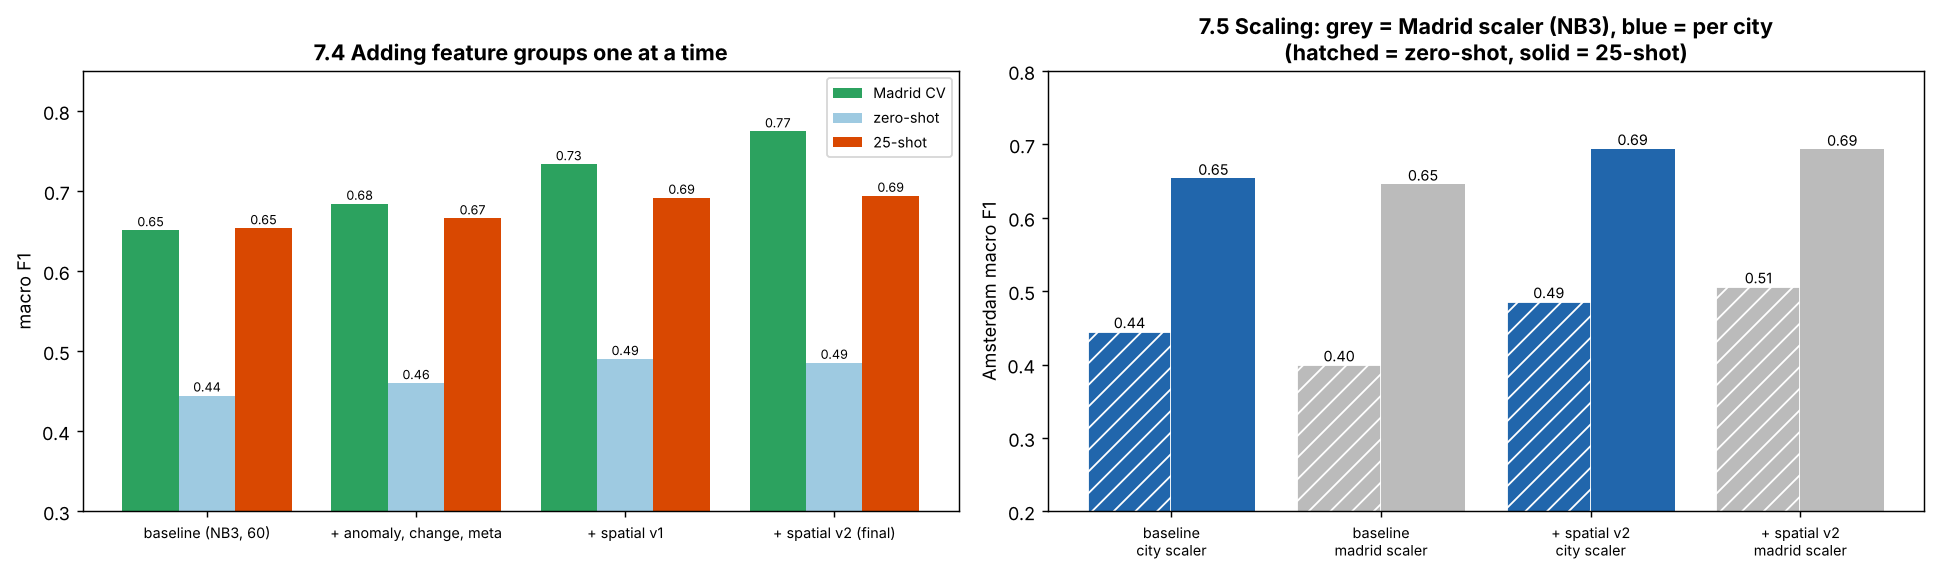 7.4 Adding feature groups one at a time
macro F1
0.8
0.7
0.6
0.5
0.4
0.3
Madrid CV
zero-shot
25-shot
0.65
0.44
0.65
0.68
0.46
0.67
0.73
0.49
0.69
0.77
0.49
0.69
baseline (NB3, 60)
+ anomaly, change, meta
+ spatial v1
+ spatial v2 (final)
7.5 Scaling: grey = Madrid scaler (NB3), blue = per city
(hatched = zero-shot, solid = 25-shot)
Amsterdam macro F1
0.8
0.7
0.6
0.5
0.4
0.3
0.2
0.44
0.65
0.40
0.65
0.49
0.69
0.51
0.69
baseline
city scaler
baseline
madrid scaler
+ spatial v2
city scaler
+ spatial v2
madrid scaler